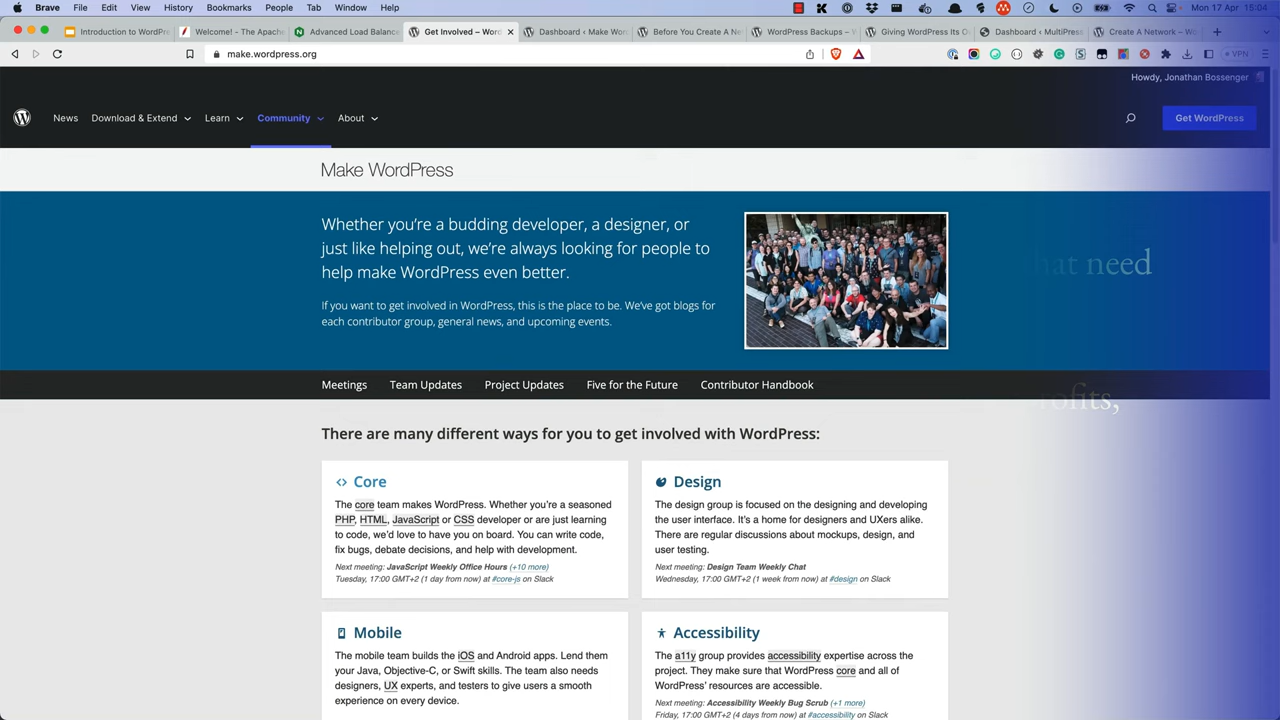 Brave File Edit View History Bookmarks People Tab Window Help
Mon 17 Apr 15:04
Introduction to WordPre
Welcome! – The Apache
Advanced Load Balance
Get Involved – Word
Dashboard ‹ Make Wor
Before You Create A Ne
WordPress Backups – W
Giving WordPress Its O
Dashboard ‹ MultiPress
Create A Network – Wo
make.wordpress.org
VPN
Howdy, Jonathan Bossenger
News Download & Extend Learn Community About
Get WordPress
Make WordPress
Whether you're a budding developer, a designer, or
just like helping out, we're always looking for people to
help make WordPress even better.
If you want to get involved in WordPress, this is the place to be. We've got blogs for
each contributor group, general news, and upcoming events.
that need
Meetings Team Updates Project Updates Five for the Future Contributor Handbook
rofits,
There are many different ways for you to get involved with WordPress:
Core
The core team makes WordPress. Whether you're a seasoned
PHP, HTML, JavaScript or CSS developer or are just learning
to code, we'd love to have you on board. You can write code,
fix bugs, debate decisions, and help with development.
Next meeting: JavaScript Weekly Office Hours (+10 more)
Tuesday, 17:00 GMT+2 (1 day from now) at #core-js on Slack
Design
The design group is focused on the designing and developing
the user interface. It's a home for designers and UXers alike.
There are regular discussions about mockups, design, and
user testing.
Next meeting: Design Team Weekly Chat
Wednesday, 17:00 GMT+2 (1 week from now) at #design on Slack
Mobile
The mobile team builds the iOS and Android apps. Lend them
your Java, Objective-C, or Swift skills. The team also needs
designers, UX experts, and testers to give users a smooth
experience on every device.
Accessibility
The a11y group provides accessibility expertise across the
project. They make sure that WordPress core and all of
WordPress' resources are accessible.
Next meeting: Accessibility Weekly Bug Scrub (+1 more)
Friday, 17:00 GMT+2 (4 days from now) at #accessibility on Slack